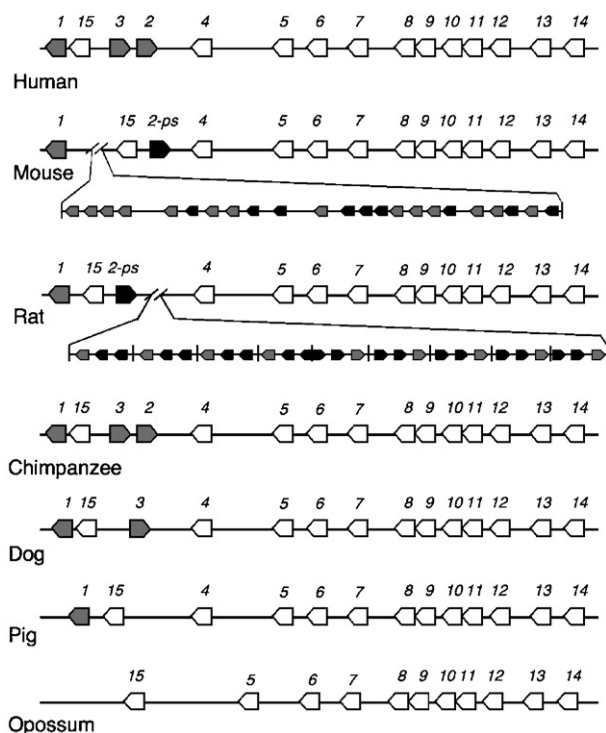 1 15 3 2 4 5 6 7 8 9 10 11 12 13 14
Human
1 15 2-ps 4 5 6 7 8 9 10 11 12 13 14
Mouse
1 15 2-ps 4 5 6 7 8 9 10 11 12 13 14
Rat
1 15 3 2 4 5 6 7 8 9 10 11 12 13 14
Chimpanzee
1 15 3 4 5 6 7 8 9 10 11 12 13 14
Dog
1 15 4 5 6 7 8 9 10 11 12 13 14
Pig
15 5 6 7 8 9 10 11 12 13 14
Opossum